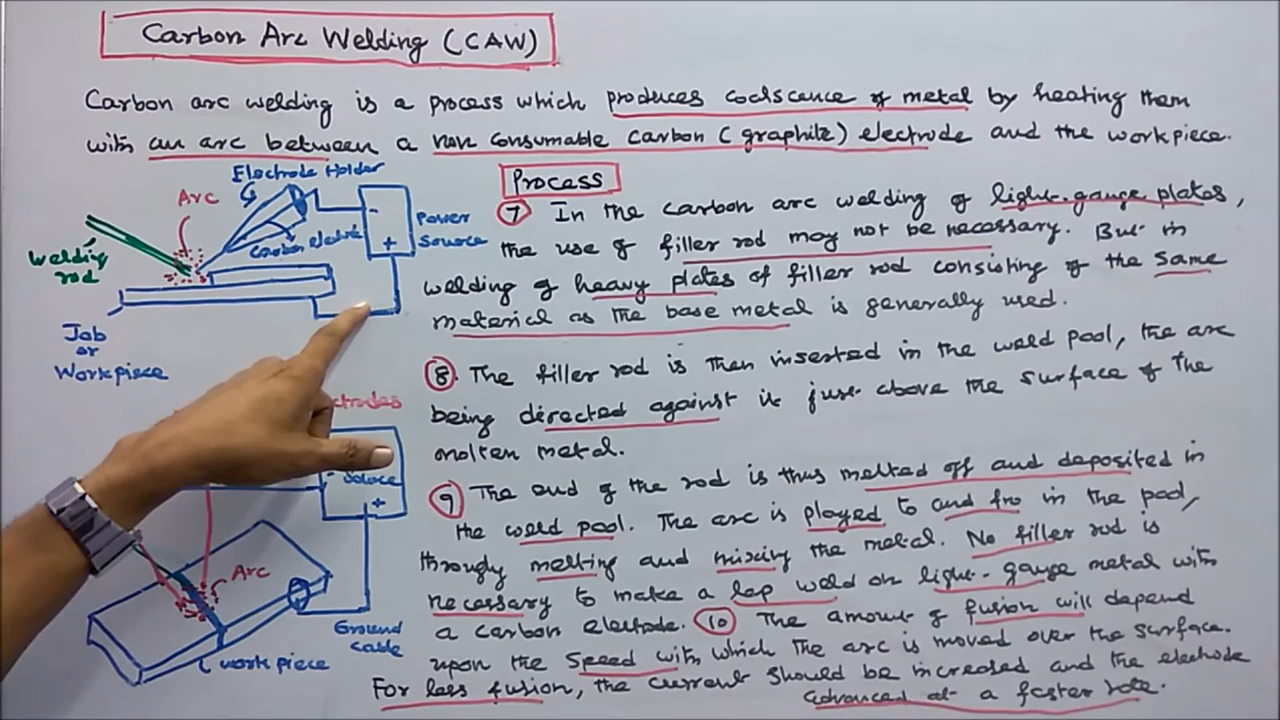 Carbon Arc Welding (CAW)
Carbon arc welding is a process which produces coalscence of metal by heating them
with an arc between a non consumable carbon (graphite) electrode and the workpiece.
Electrode Holder
Arc
Carbon electrode
-
+
Power
Source
Welding
rod
Job
or
Workpiece
Process
7 In the carbon arc welding of light-gauge plates,
the use of filler rod may not be necessary. But in
welding of heavy plates of filler rod consisting of the same
material as the base metal is generally used.
8. The filler rod is then inserted in the weld pool, the arc
being directed against it just above the surface of the
molten metal.
9 The end of the rod is thus melted off and deposited in
the weld pool. The arc is played to and fro in the pool,
througly melting and mixing the metal. No filler rod is
necessary to make a lap weld on light-gauge metal with
a carbon electrode. 10 The amount of fusion will depend
upon the speed with which the arc is moved over the surface.
For less fusion, the current should be increased and the electrode
advanced at a faster rate.
-
Source
+
Arc
Ground
cable
workpiece